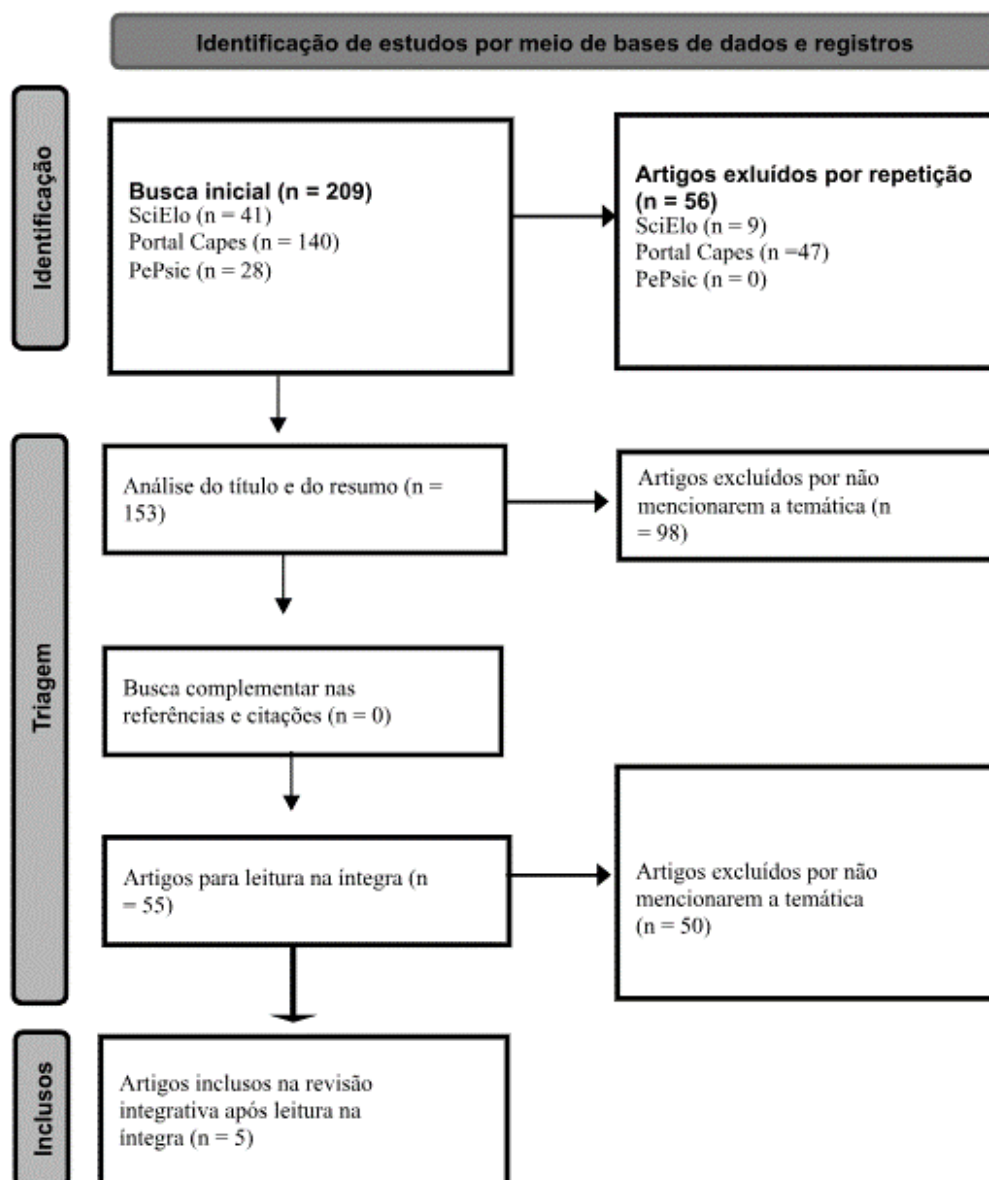 Identificação de estudos por meio de bases de dados e registros
Identificação
Busca inicial (n = 209)
SciElo (n = 41)
Portal Capes (n = 140)
PePsic (n = 28)
Artigos exluídos por repetição
(n = 56)
SciElo (n = 9)
Portal Capes (n =47)
PePsic (n = 0)
Triagem
Análise do título e do resumo (n =
153)
Artigos excluídos por não
mencionarem a temática (n
= 98)
Busca complementar nas
referências e citações (n = 0)
Artigos para leitura na íntegra (n
= 55)
Artigos excluídos por não
mencionarem a temática
(n = 50)
Inclusos
Artigos inclusos na revisão
integrativa após leitura na
íntegra (n = 5)